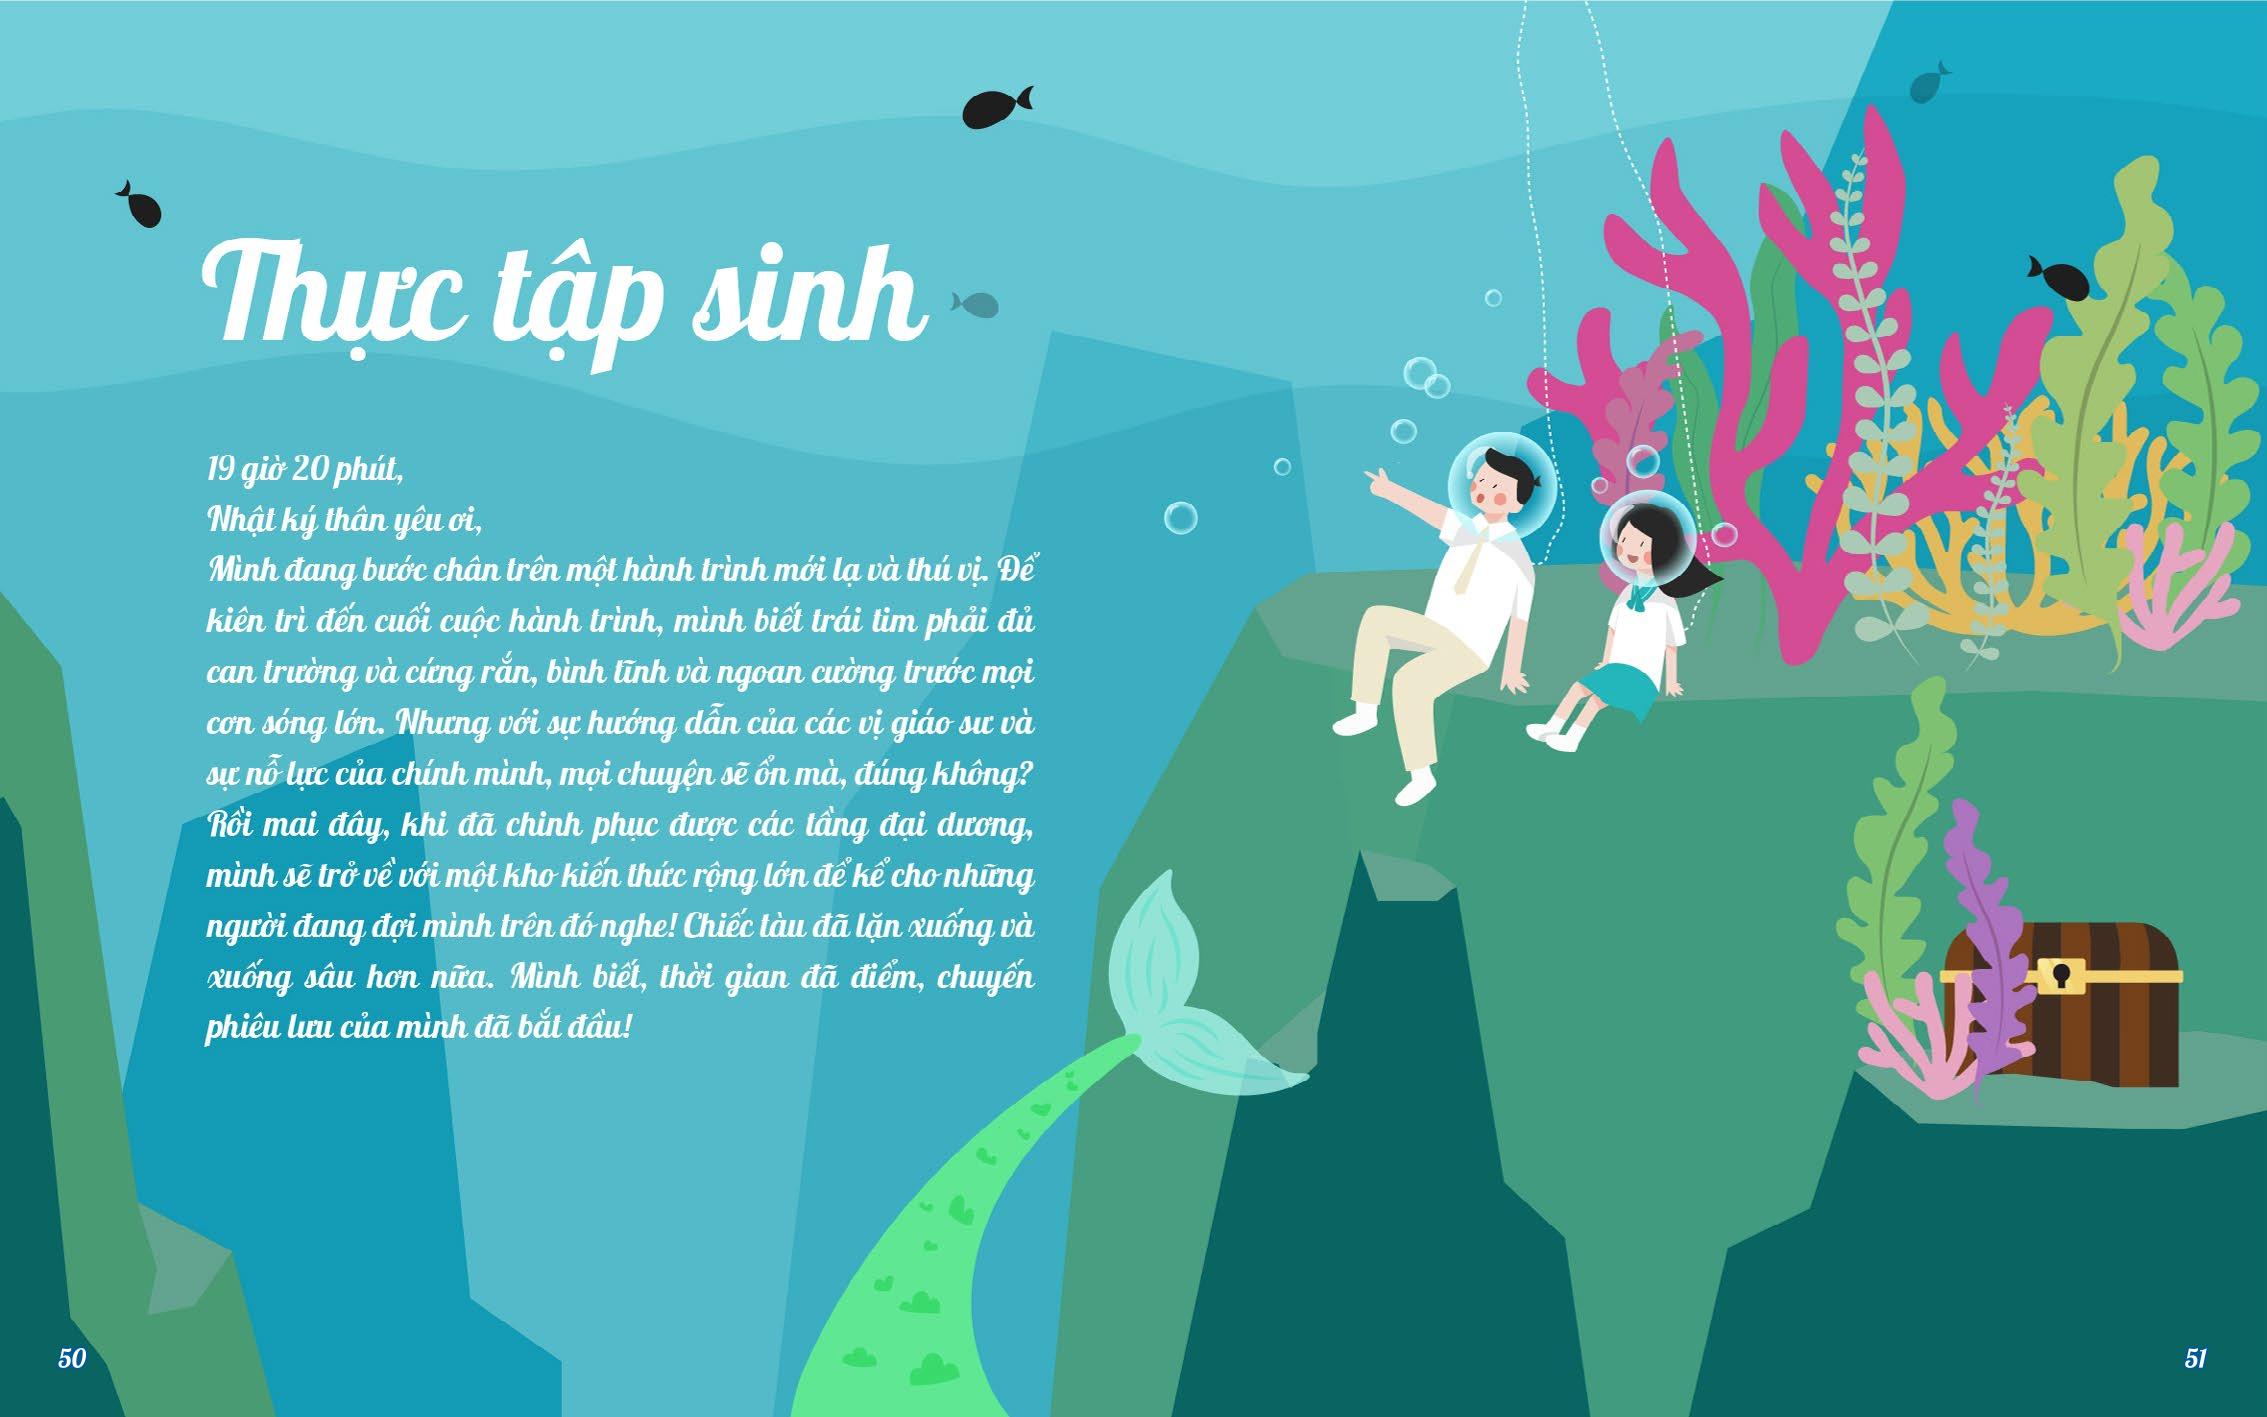 Thực tập sinh
19 giờ 20 phút,
Nhật ký thân yêu ơi,
Mình đang bước chân trên một hành trình mới lạ và thú vị. Để
kiên trì đến cuối cuộc hành trình, mình biết trái tim phải đủ
can trường và cứng rắn, bình tĩnh và ngoan cường trước mọi
cơn sóng lớn. Nhưng với sự hướng dẫn của các vị giáo sư và
sự nỗ lực của chính mình, mọi chuyện sẽ ổn mà, đúng không?
Rồi mai đây, khi đã chinh phục được các tầng đại dương,
mình sẽ trở về với một kho kiến thức rộng lớn để kể cho những
người đang đợi mình trên đó nghe! Chiếc tàu đã lặn xuống và
xuống sâu hơn nữa. Mình biết, thời gian đã điểm, chuyến
phiêu lưu của mình đã bắt đầu!
50
51